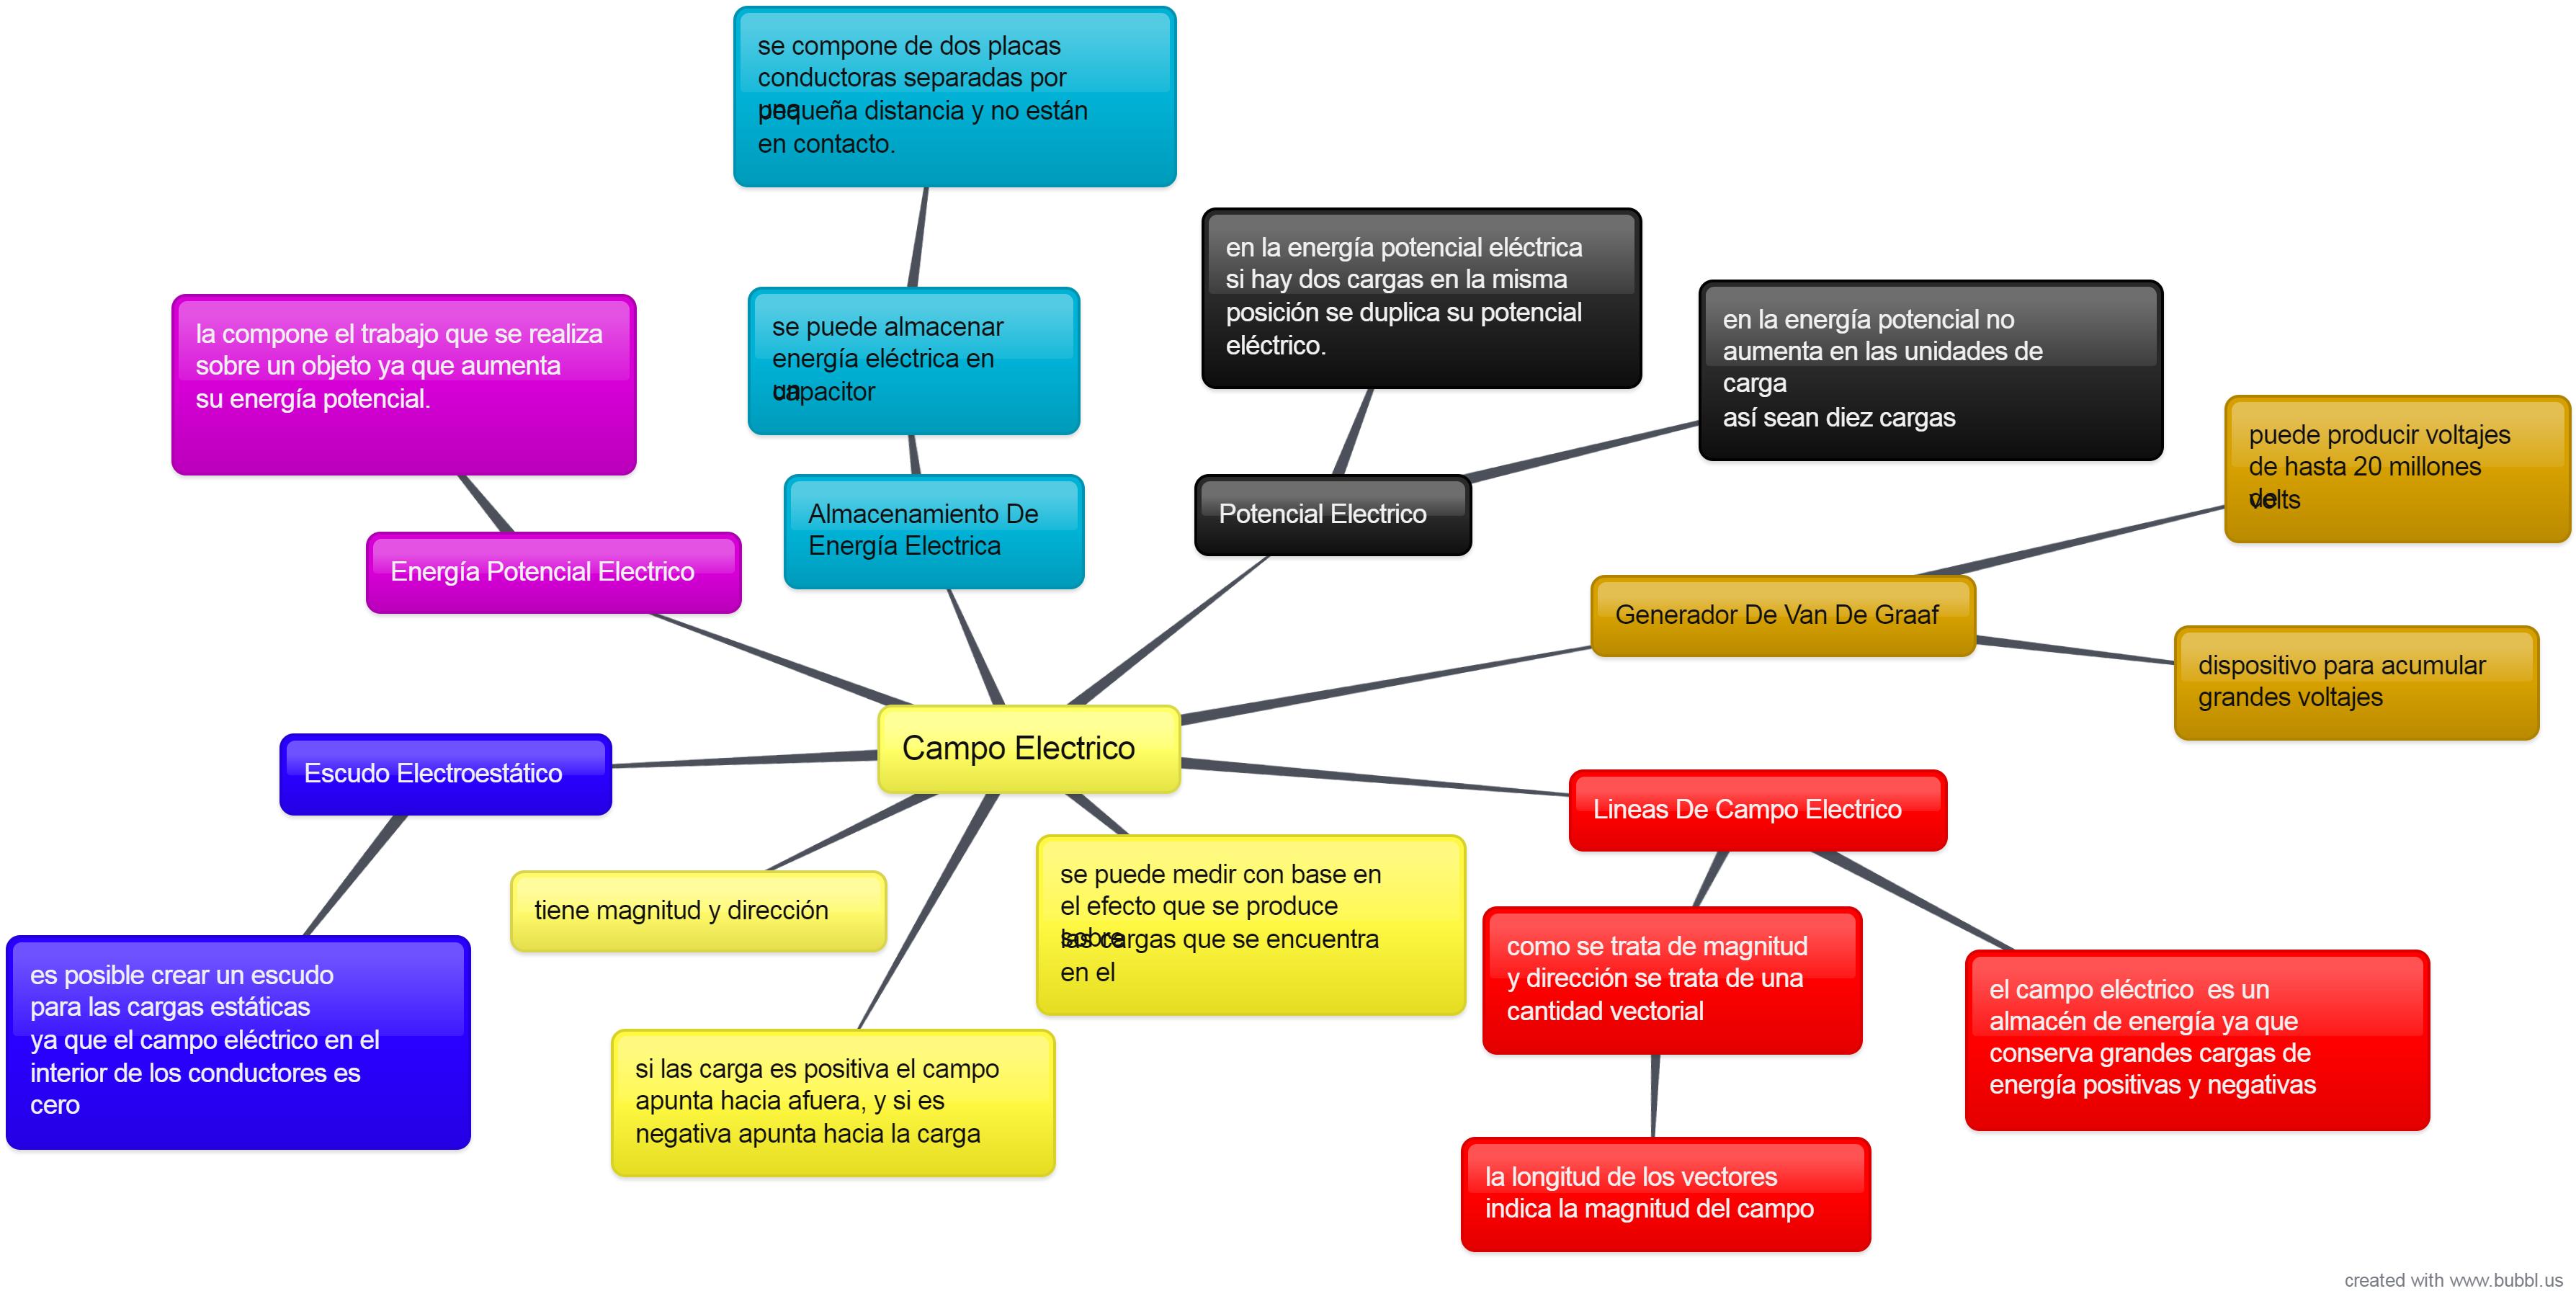 se compone de dos placas
conductoras separadas por
una
pequeña distancia y no están
en contacto.
en la energía potencial eléctrica
si hay dos cargas en la misma
posición se duplica su potencial
eléctrico.
en la energía potencial no
aumenta en las unidades de
carga
así sean diez cargas
la compone el trabajo que se realiza
sobre un objeto ya que aumenta
su energía potencial.
se puede almacenar
energía eléctrica en
un
capacitor
puede producir voltajes
de hasta 20 millones
de
volts
Almacenamiento De
Energía Electrica
Potencial Electrico
Energía Potencial Electrico
Generador De Van De Graaf
dispositivo para acumular
grandes voltajes
Campo Electrico
Escudo Electroestático
Lineas De Campo Electrico
tiene magnitud y dirección
se puede medir con base en
el efecto que se produce
sobre
las cargas que se encuentra
en el
como se trata de magnitud
y dirección se trata de una
cantidad vectorial
el campo eléctrico  es un
almacén de energía ya que
conserva grandes cargas de
energía positivas y negativas
es posible crear un escudo
para las cargas estáticas
ya que el campo eléctrico en el
interior de los conductores es
cero
si las carga es positiva el campo
apunta hacia afuera, y si es
negativa apunta hacia la carga
la longitud de los vectores
indica la magnitud del campo
created with www.bubbl.us